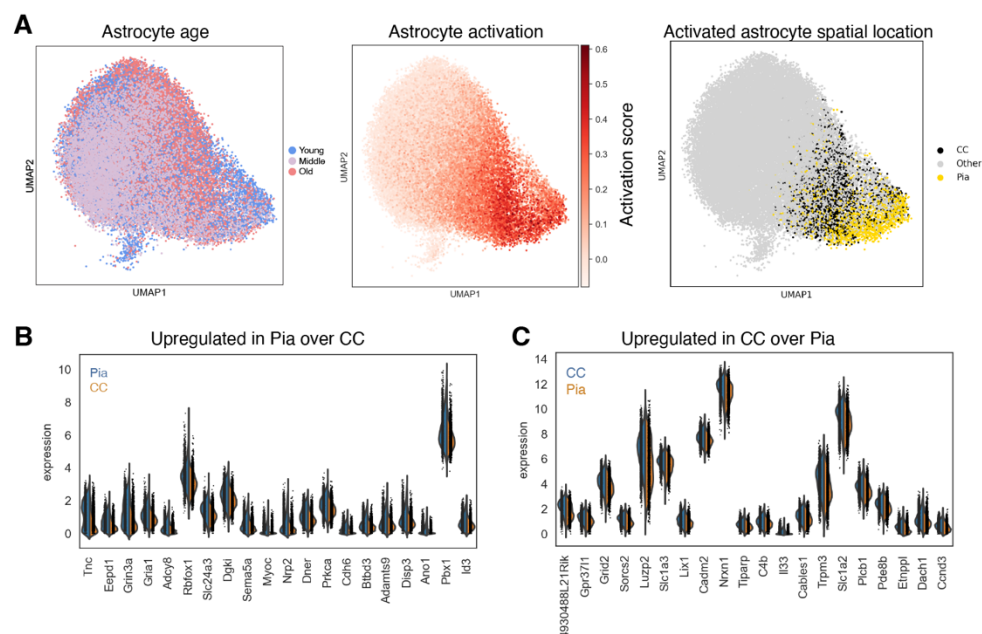 A
Astrocyte age
Astrocyte activation
Activated astrocyte spatial location
UMAP2
UMAP1
Young
Middle
Old
UMAP2
UMAP1
0.6
0.5
0.4
0.3
0.2
0.1
0.0
Activation score
UMAP2
UMAP1
CC
Other
Pia
B
Upregulated in Pia over CC
Pia
CC
expression
10
8
6
4
2
0
Tnc
Eepd1
Grin3a
Gria1
Adcy8
Rbfox1
Slc24a3
Dgki
Sema5a
Myoc
Nrp2
Dner
Prkca
Cdh6
Btbd3
Adamts9
Disp3
Ano1
Pbx1
Id3
C
Upregulated in CC over Pia
CC
Pia
expression
14
12
10
8
6
4
2
0
4930488L21Rik
Gpr37l1
Grid2
Sorcs2
Luzp2
Slc1a3
Lix1
Cadm2
Nrxn1
Tiparp
C4b
Il33
Cables1
Trpm3
Slc1a2
Plcb1
Pde8b
Etnppl
Dach1
Ccnd3